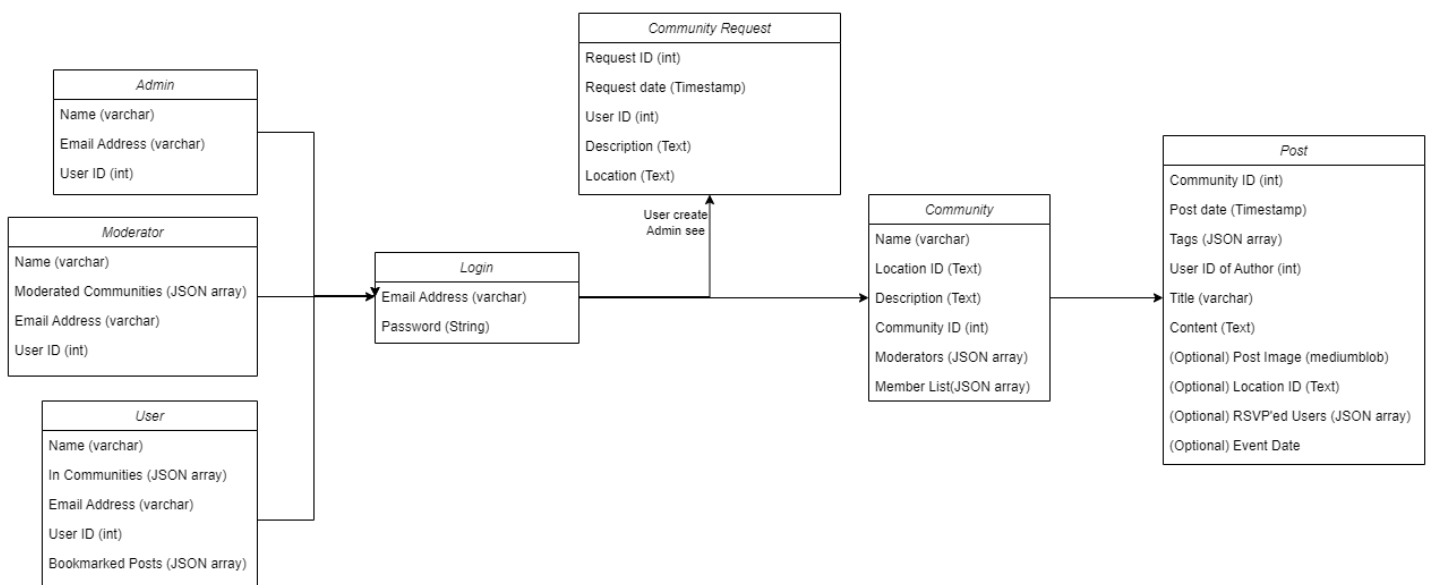 Admin
Name (varchar)
Email Address (varchar)
User ID (int)
Moderator
Name (varchar)
Moderated Communities (JSON array)
Email Address (varchar)
User ID (int)
User
Name (varchar)
In Communities (JSON array)
Email Address (varchar)
User ID (int)
Bookmarked Posts (JSON array)
Login
Email Address (varchar)
Password (String)
Community Request
Request ID (int)
Request date (Timestamp)
User ID (int)
Description (Text)
Location (Text)
User create
Admin see
Community
Name (varchar)
Location ID (Text)
Description (Text)
Community ID (int)
Moderators (JSON array)
Member List(JSON array)
Post
Community ID (int)
Post date (Timestamp)
Tags (JSON array)
User ID of Author (int)
Title (varchar)
Content (Text)
(Optional) Post Image (mediumblob)
(Optional) Location ID (Text)
(Optional) RSVP'ed Users (JSON array)
(Optional) Event Date